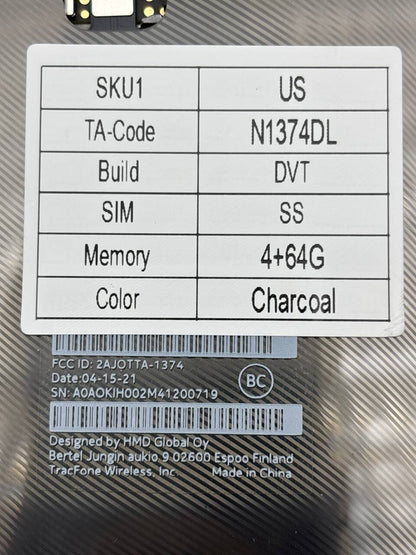 SKU1 US
TA-Code N1374DL
Build DVT
SIM SS
Memory 4+64G
Color Charcoal
FCC ID: 2AJOTTA-1374
Date:04-15-21
BC
SN: A0AOKIH002M41200719
Designed by HMD Global Oy
Bertel Jungin aukio 9 02600 Espoo Finland
TracFone Wireless, Inc. Made in China